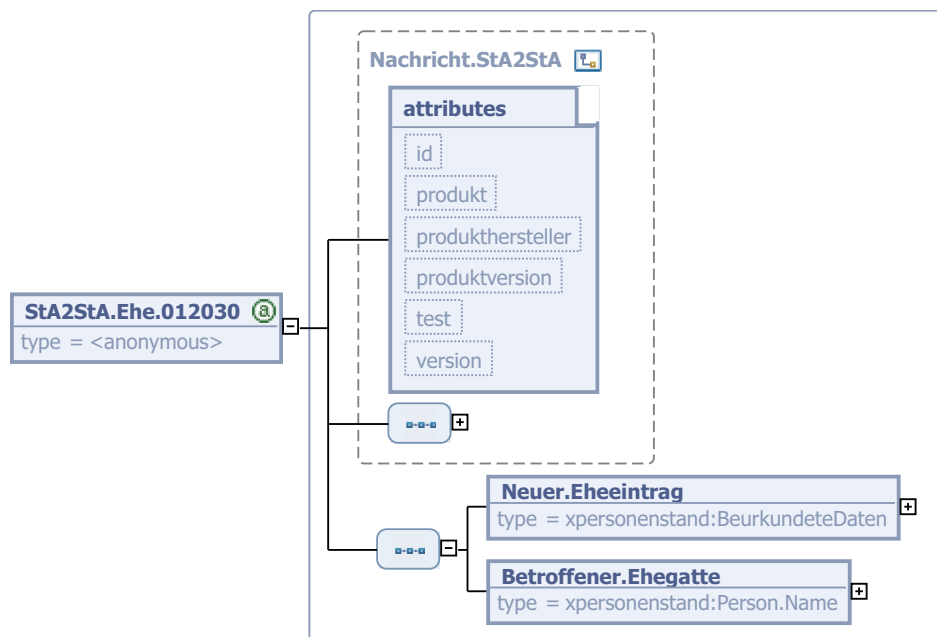 Nachricht.StA2StA
attributes
id
produkt
produkthersteller
produktversion
test
version
StA2StA.Ehe.012030 @
type = <anonymous>
Neuer.Eheeintrag
type = xpersonenstand:BeurkundeteDaten
Betroffener.Ehegatte
type = xpersonenstand:Person.Name